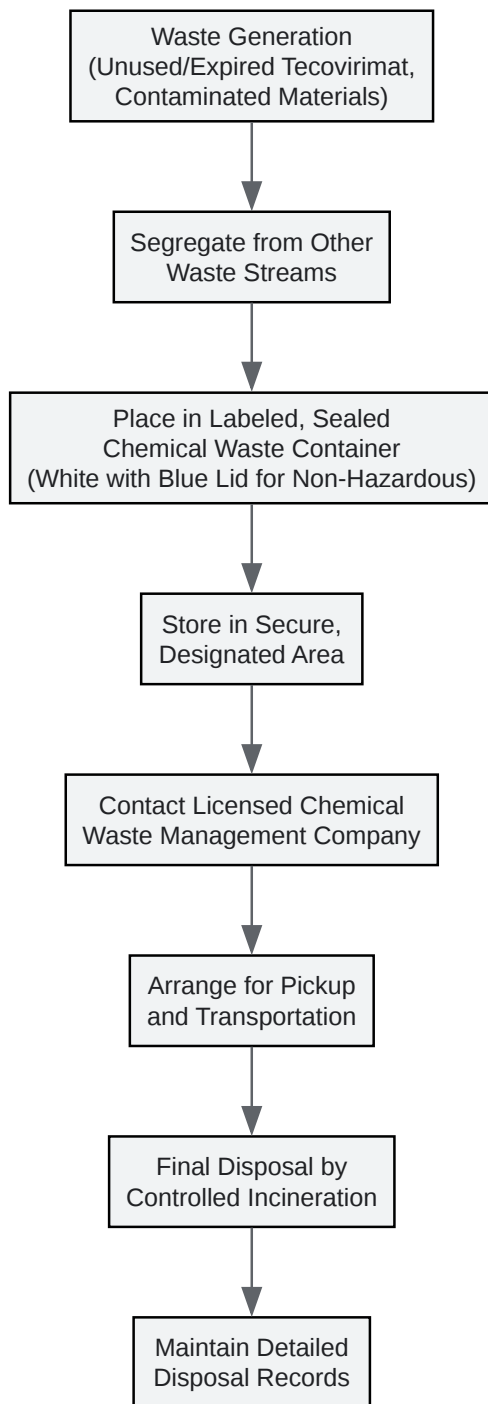 Waste Generation
(Unused/Expired Tecovirimat,
Contaminated Materials)
Segregate from Other
Waste Streams
Place in Labeled, Sealed
Chemical Waste Container
(White with Blue Lid for Non-Hazardous)
Store in Secure,
Designated Area
Contact Licensed Chemical
Waste Management Company
Arrange for Pickup
and Transportation
Final Disposal by
Controlled Incineration
Maintain Detailed
Disposal Records